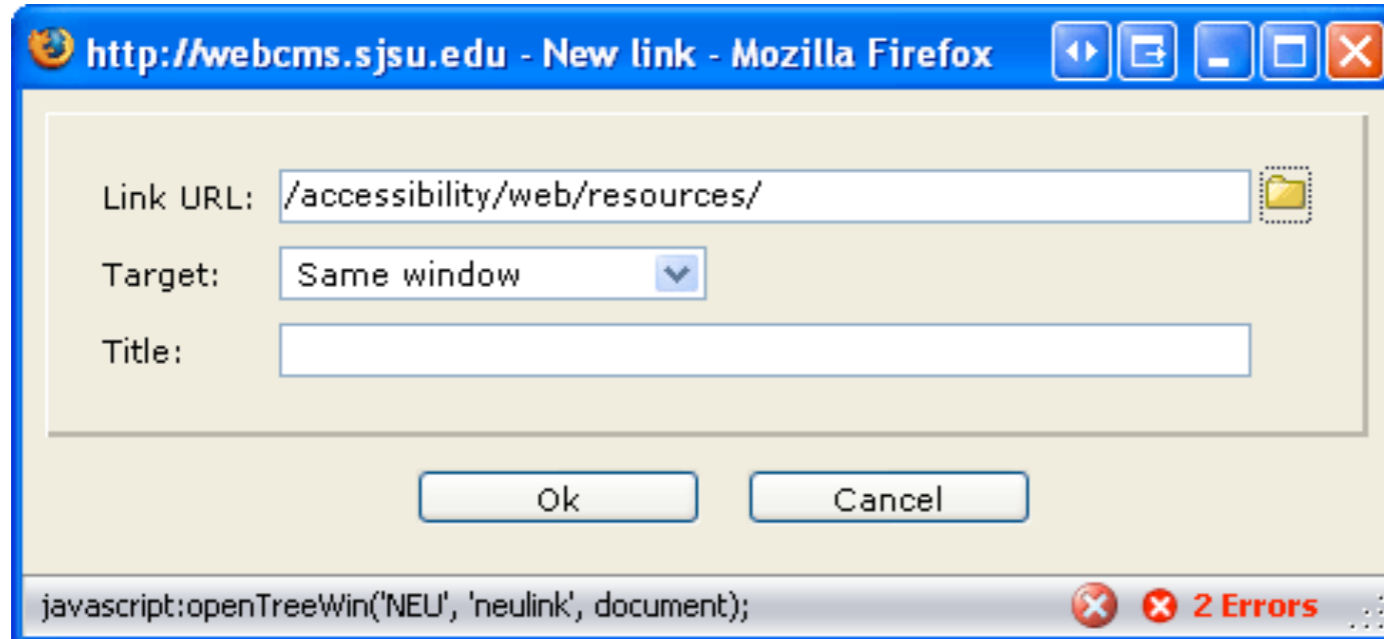 http://webcms.sjsu.edu - New link - Mozilla Firefox
Link URL: /accessibility/web/resources/
Target: Same window
Title:
Ok Cancel
javascript:openTreeWin('NEU', 'neulink', document); 2 Errors